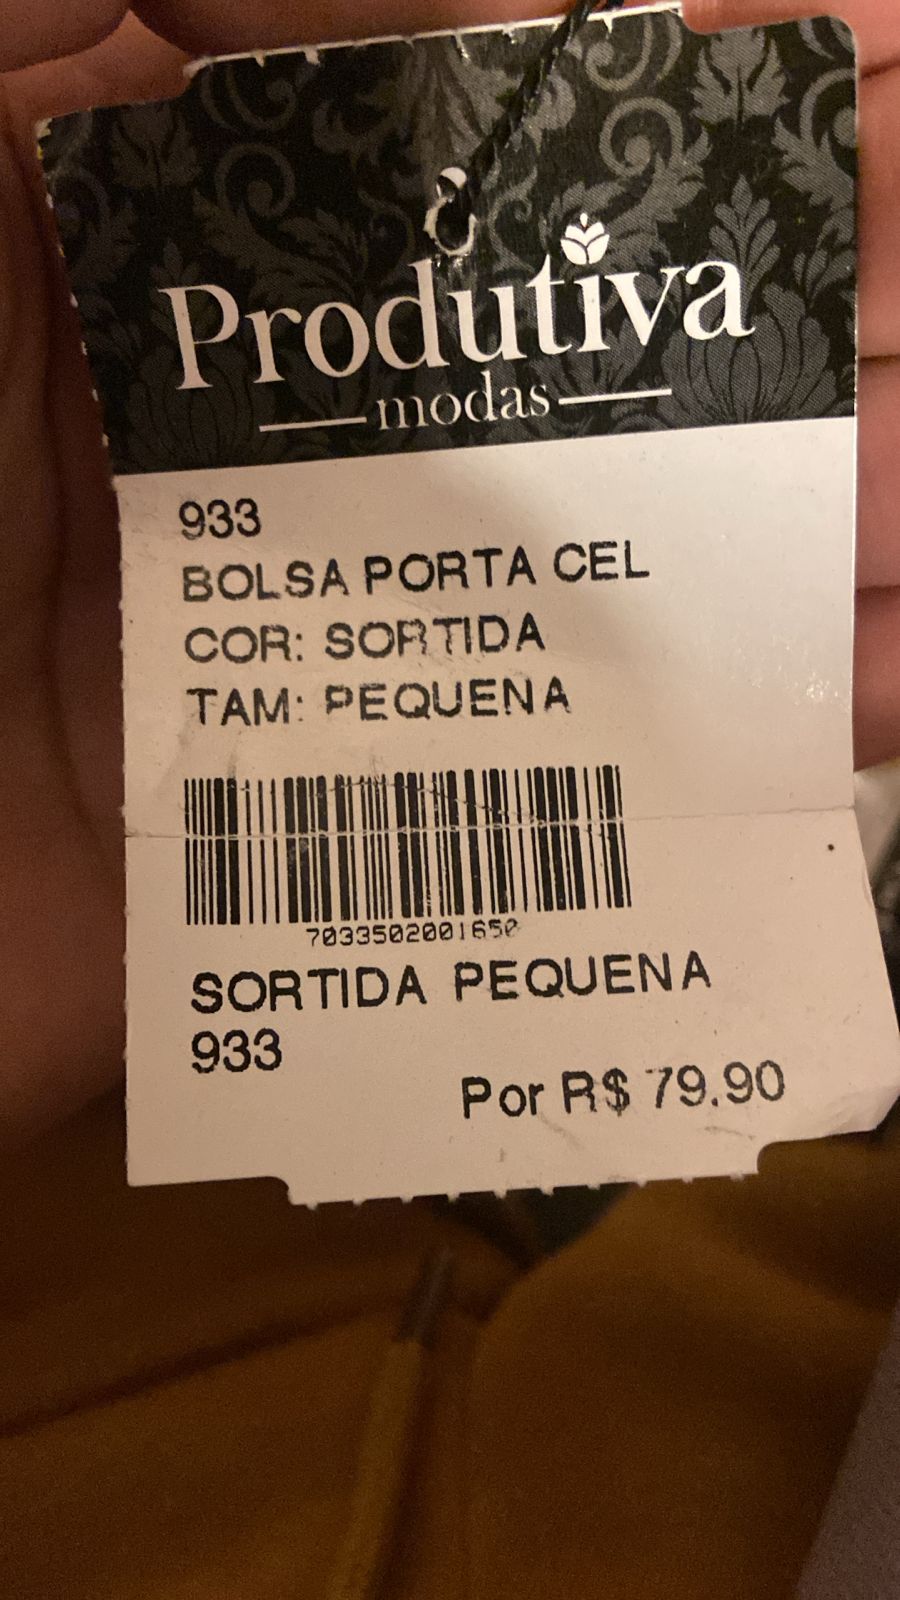 Produtiva
modas
933
BOLSA PORTA CEL
COR: SORTIDA
TAM: PEQUENA
7033502001650
SORTIDA PEQUENA
933
Por R$ 79.90